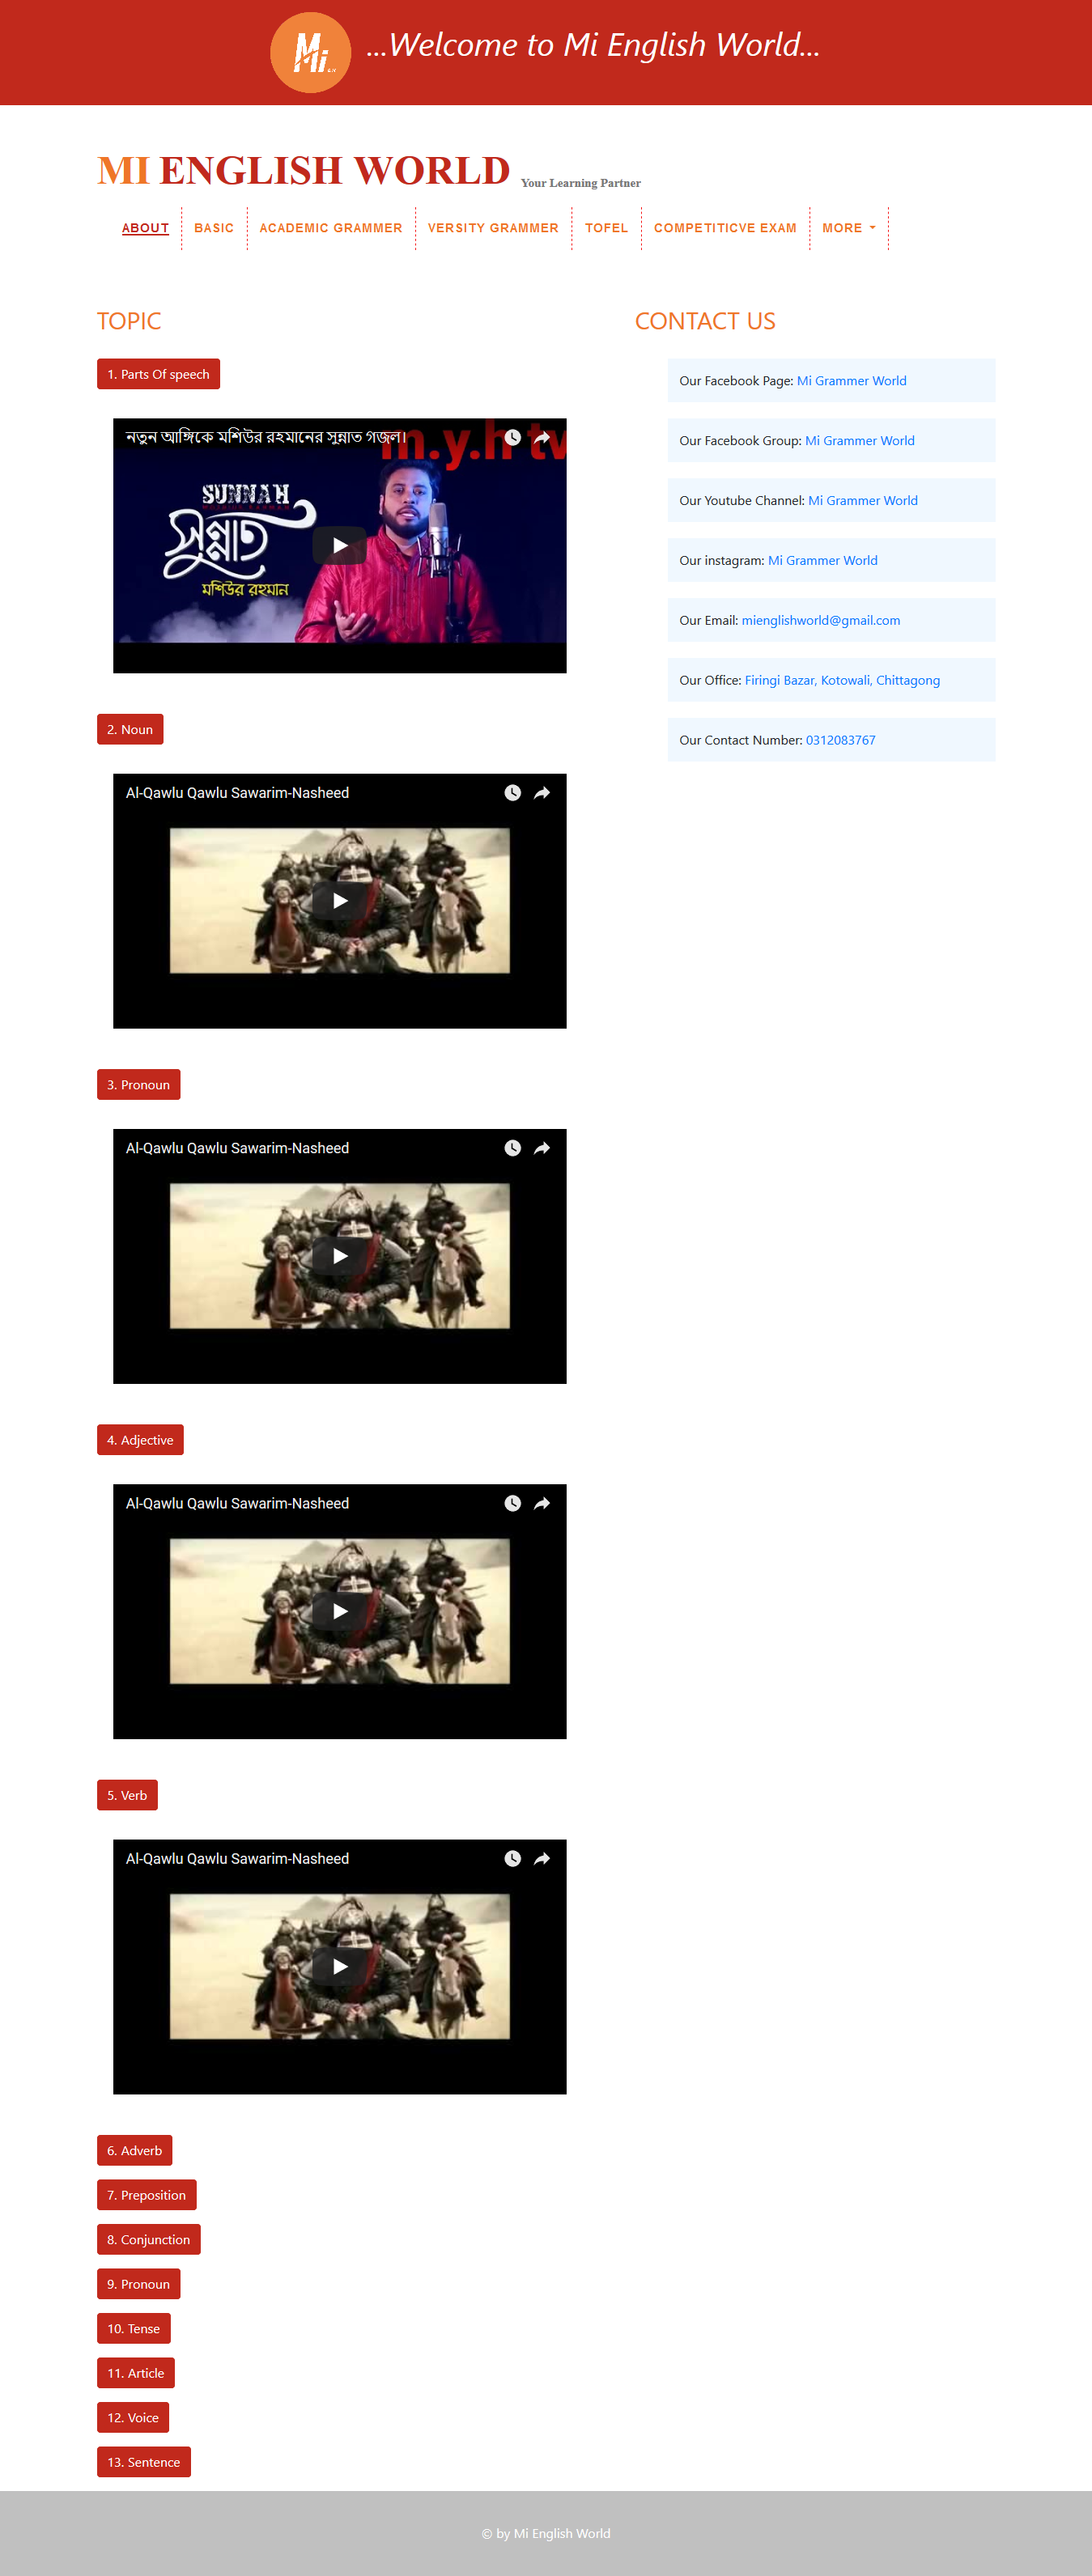 Mi
...Welcome to Mi English World...
MI ENGLISH WORLD Your Learning Partner
ABOUT
BASIC
ACADEMIC GRAMMER
VERSITY GRAMMER
TOFEL
COMPETITICVE EXAM
MORE
TOPIC
1. Parts Of speech
নতুন আঙ্গিকে মশিউর রহমানের সুন্নাত গজল।
m.y.h tv
SUNNAH
সুন্নাত
মশিউর রহমান
2. Noun
Al-Qawlu Qawlu Sawarim-Nasheed
3. Pronoun
Al-Qawlu Qawlu Sawarim-Nasheed
4. Adjective
Al-Qawlu Qawlu Sawarim-Nasheed
5. Verb
Al-Qawlu Qawlu Sawarim-Nasheed
6. Adverb
7. Preposition
8. Conjunction
9. Pronoun
10. Tense
11. Article
12. Voice
13. Sentence
CONTACT US
Our Facebook Page: Mi Grammer World
Our Facebook Group: Mi Grammer World
Our Youtube Channel: Mi Grammer World
Our instagram: Mi Grammer World
Our Email: mienglishworld@gmail.com
Our Office: Firingi Bazar, Kotowali, Chittagong
Our Contact Number: 0312083767
© by Mi English World